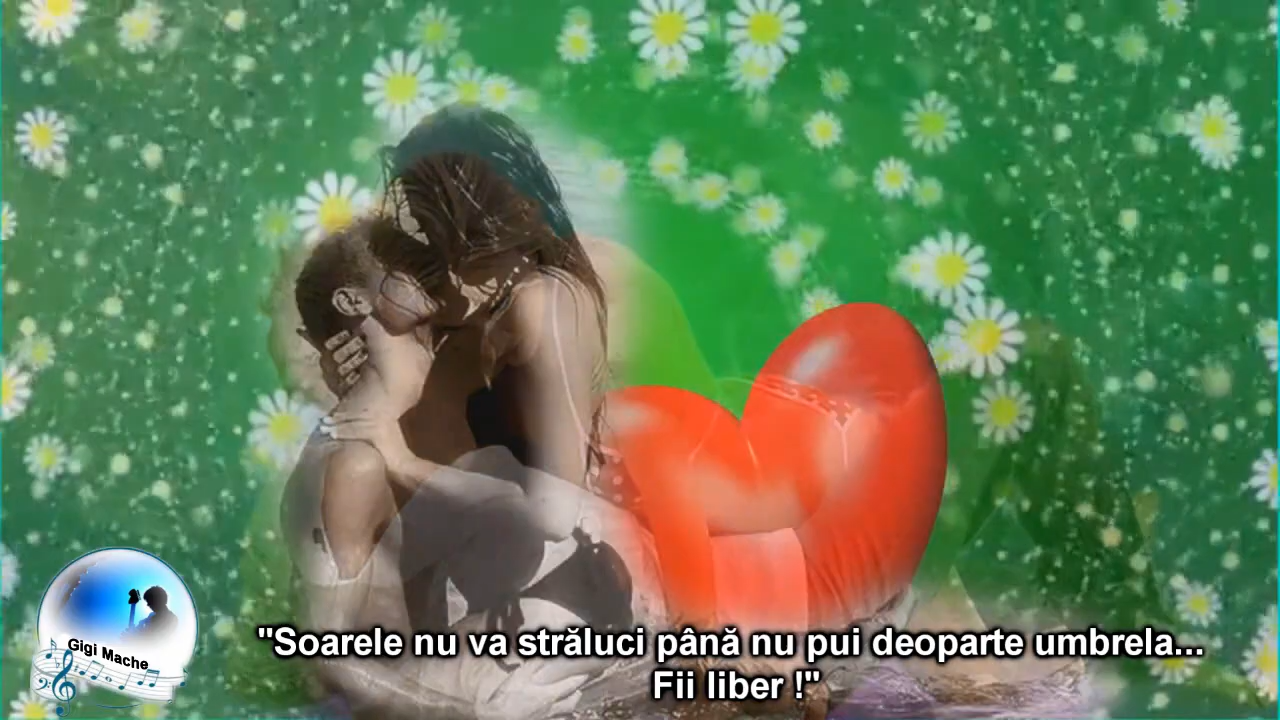 "Soarele nu va străluci până nu pui deoparte umbrela...
Fii liber !"
Gigi Mache